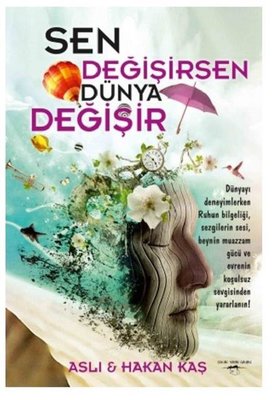 SEN
DEĞİŞİRSEN
DÜNYA
DEĞİŞİR
Dünyayı
deneyimlerken
Ruhun bilgeliği,
sezgilerin sesi,
beynin muazzam
gücü ve
evrenin
koşulsuz
sevgisinden
yararlanın!
ASLI & HAKAN KAŞ